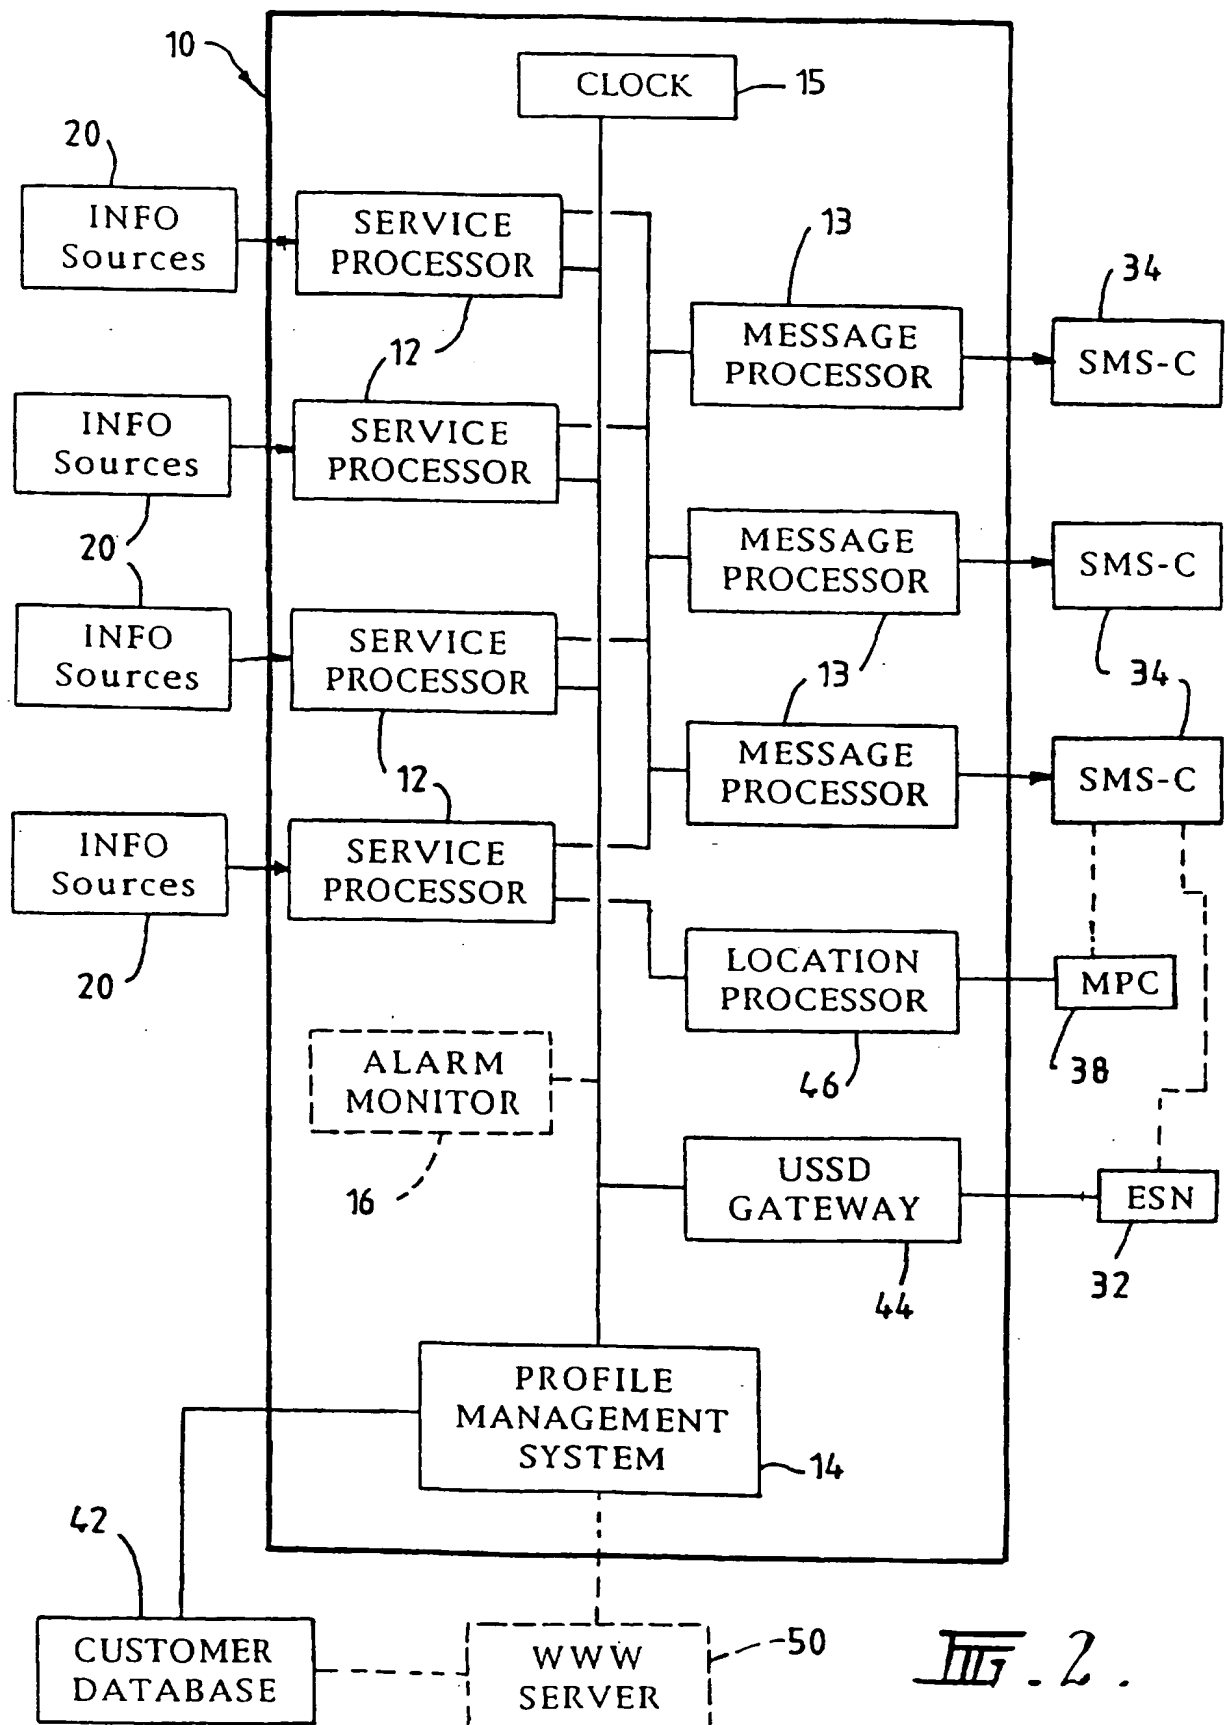 10
CLOCK
15
20
INFO
Sources
SERVICE
PROCESSOR
13
34
12
MESSAGE
PROCESSOR
SMS-C
INFO
Sources
SERVICE
PROCESSOR
20
MESSAGE
PROCESSOR
SMS-C
INFO
Sources
SERVICE
PROCESSOR
13
34
12
MESSAGE
PROCESSOR
SMS-C
INFO
Sources
SERVICE
PROCESSOR
20
LOCATION
PROCESSOR
MPC
38
46
ALARM
MONITOR
16
USSD
GATEWAY
ESN
32
44
PROFILE
MANAGEMENT
SYSTEM
14
42
CUSTOMER
DATABASE
WWW
SERVER
50
FIG. 2.